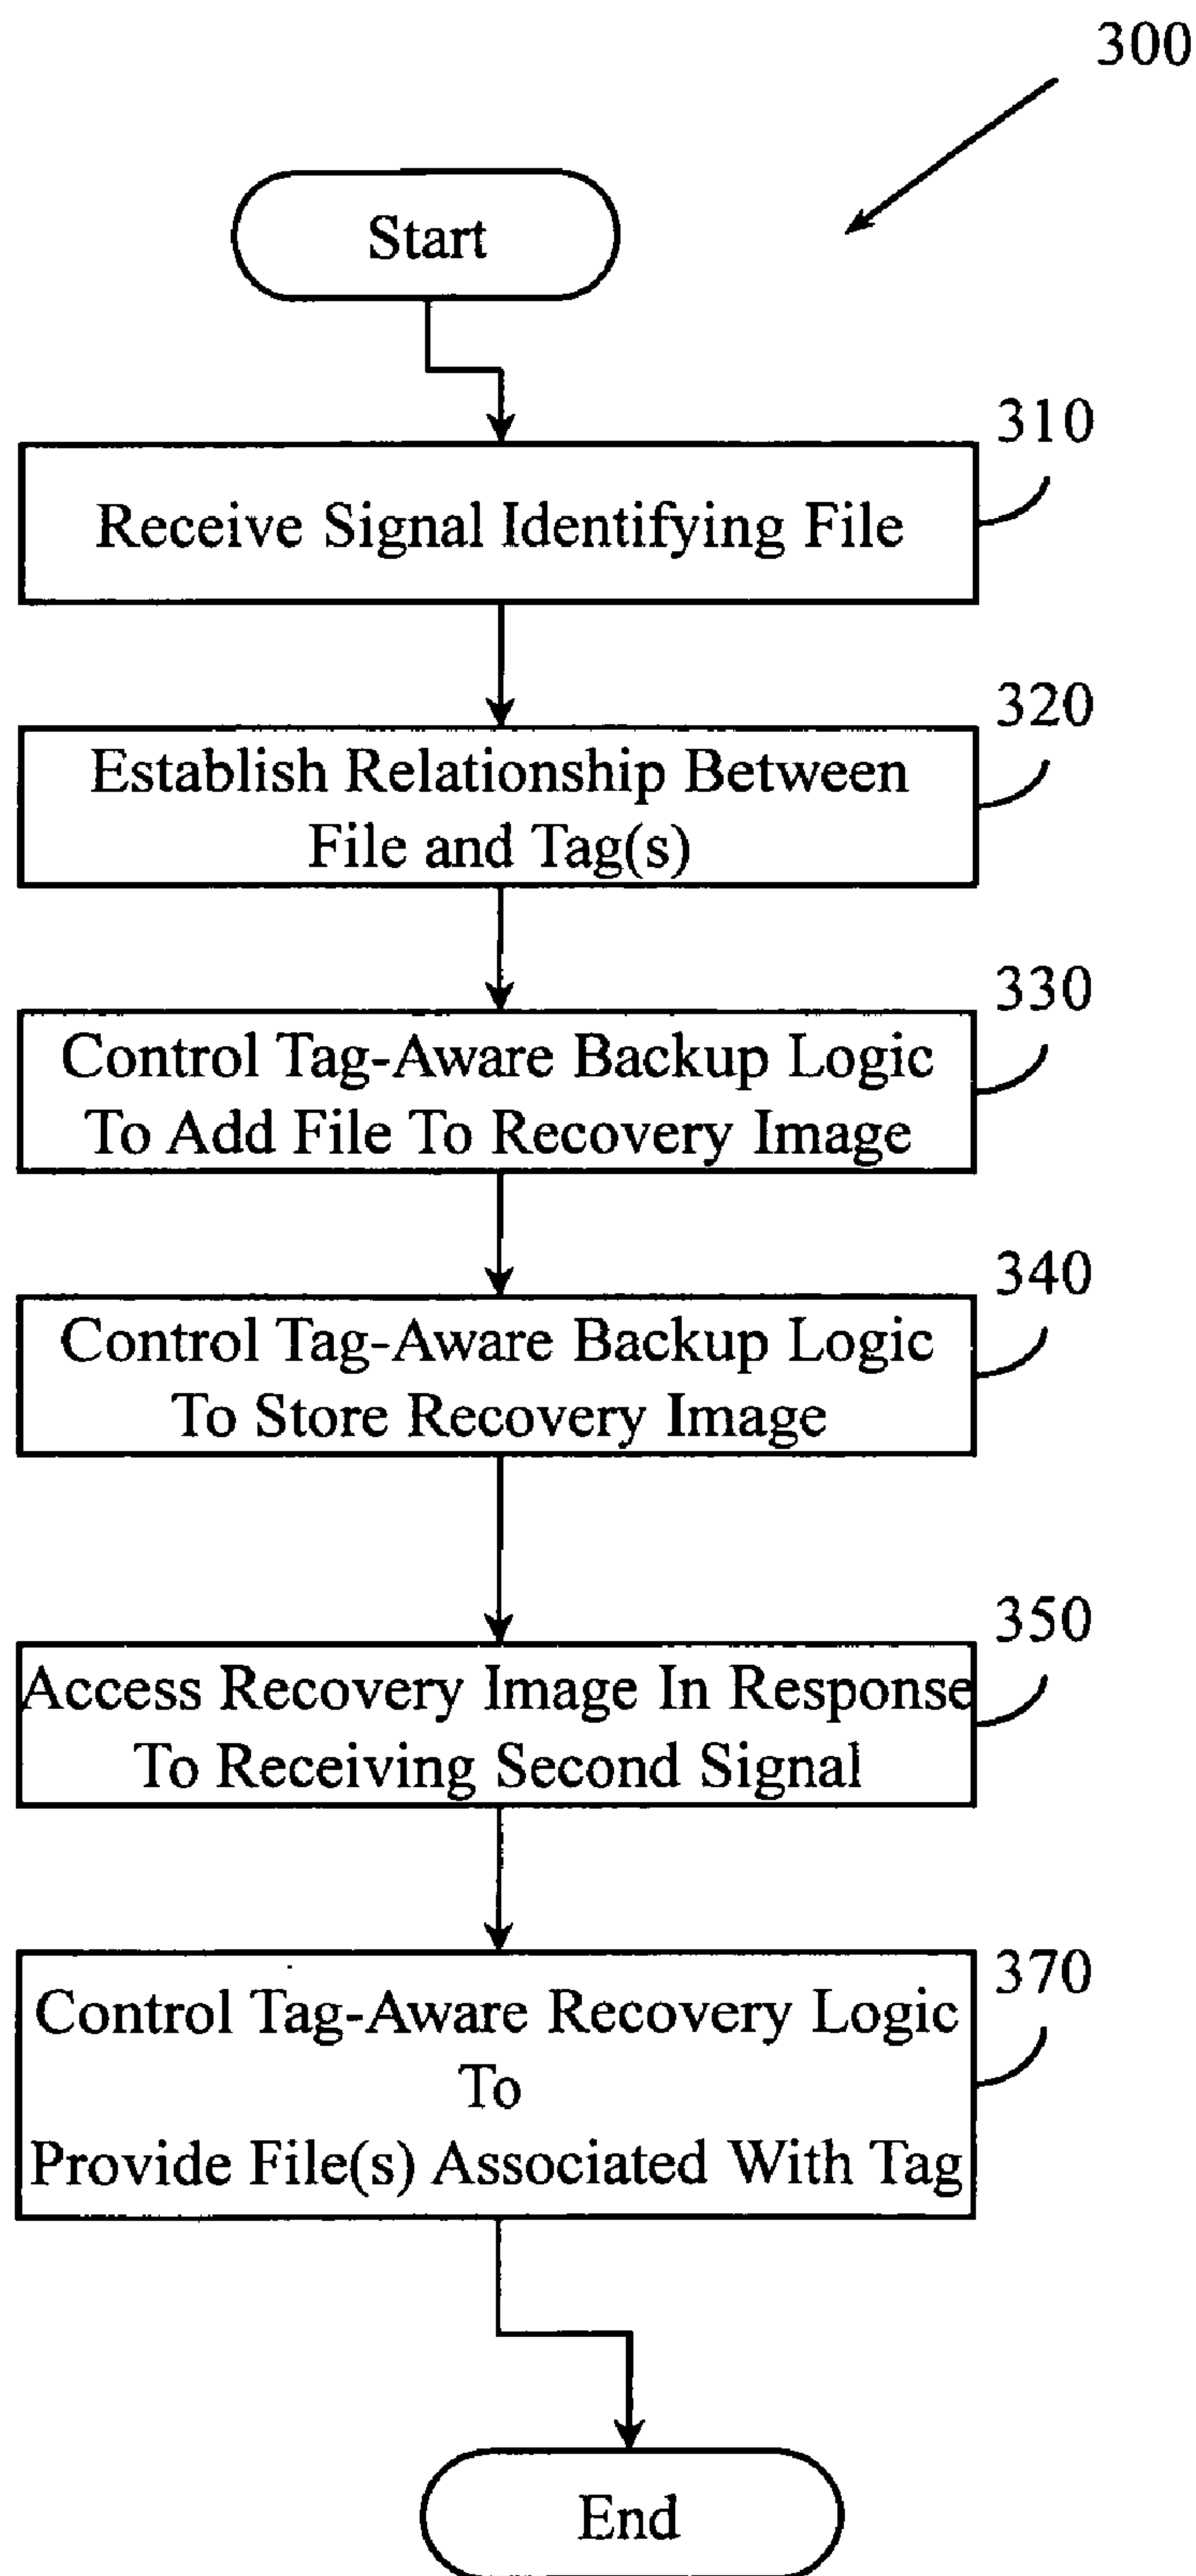 300
Start
310
Receive Signal Identifying File
320
Establish Relationship Between
File and Tag(s)
330
Control Tag-Aware Backup Logic
To Add File To Recovery Image
340
Control Tag-Aware Backup Logic
To Store Recovery Image
350
Access Recovery Image In Response
To Receiving Second Signal
370
Control Tag-Aware Recovery Logic
To
Provide File(s) Associated With Tag
End